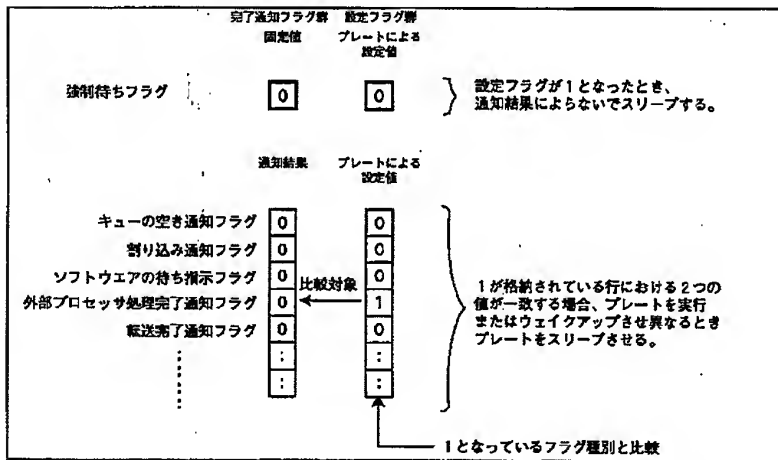 完了通知フラグ群 設定フラグ群
固定値 プレートによる
設定値
強制待ちフラグ 0 0 設定フラグが1となったとき、
通知結果によらないでスリープする。
通知結果 プレートによる
設定値
キューの空き通知フラグ 0 0
割り込み通知フラグ 0 0
ソフトウエアの待ち指示フラグ 0 0
比較対象
外部プロセッサ処理完了通知フラグ 0 1
転送完了通知フラグ 0 0
: :
: :
1が格納されている行における2つの
値が一致する場合、プレートを実行
またはウェイクアップさせ異なるとき
プレートをスリープさせる。
1となっているフラグ種別と比較